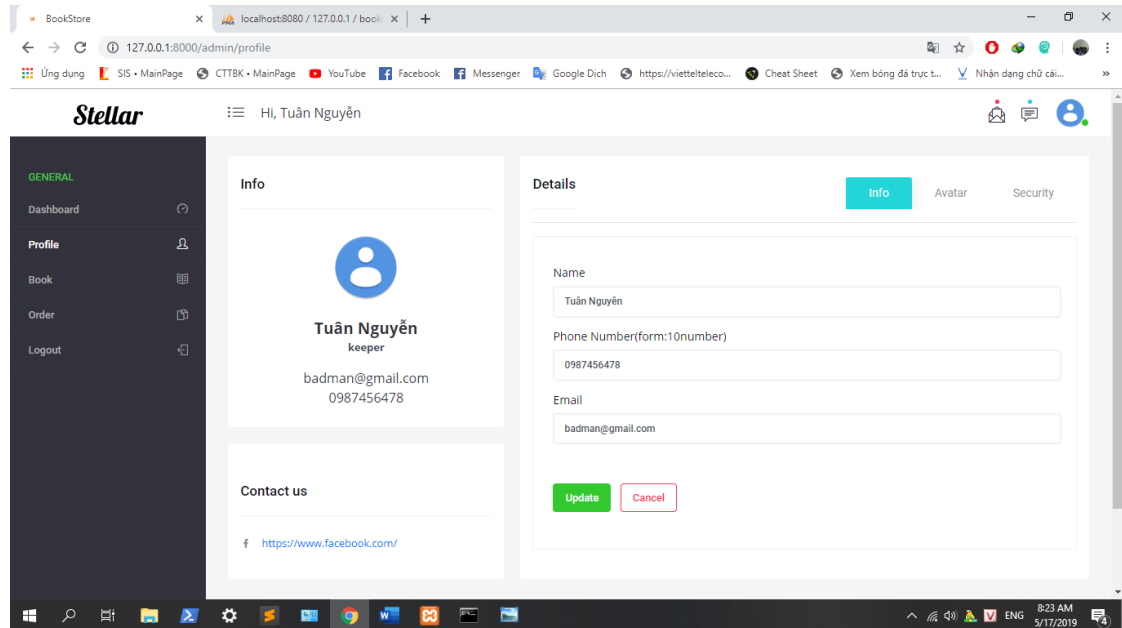 BookStore
localhost:8080 / 127.0.0.1 / book
127.0.0.1:8000/admin/profile
Ứng dụng SIS • MainPage CTTBK • MainPage YouTube Facebook Messenger Google Dịch https://viettelteleco... Cheat Sheet Xem bóng đá trực t... Nhận dạng chữ cái... »
Stellar Hi, Tuân Nguyễn
GENERAL
Dashboard
Profile
Book
Order
Logout
Info
Tuân Nguyễn
keeper
badman@gmail.com
0987456478
Contact us
https://www.facebook.com/
Details
Info Avatar Security
Name
Tuân Nguyễn
Phone Number(form:10number)
0987456478
Email
badman@gmail.com
Update Cancel
ENG
8:23 AM
5/17/2019
4